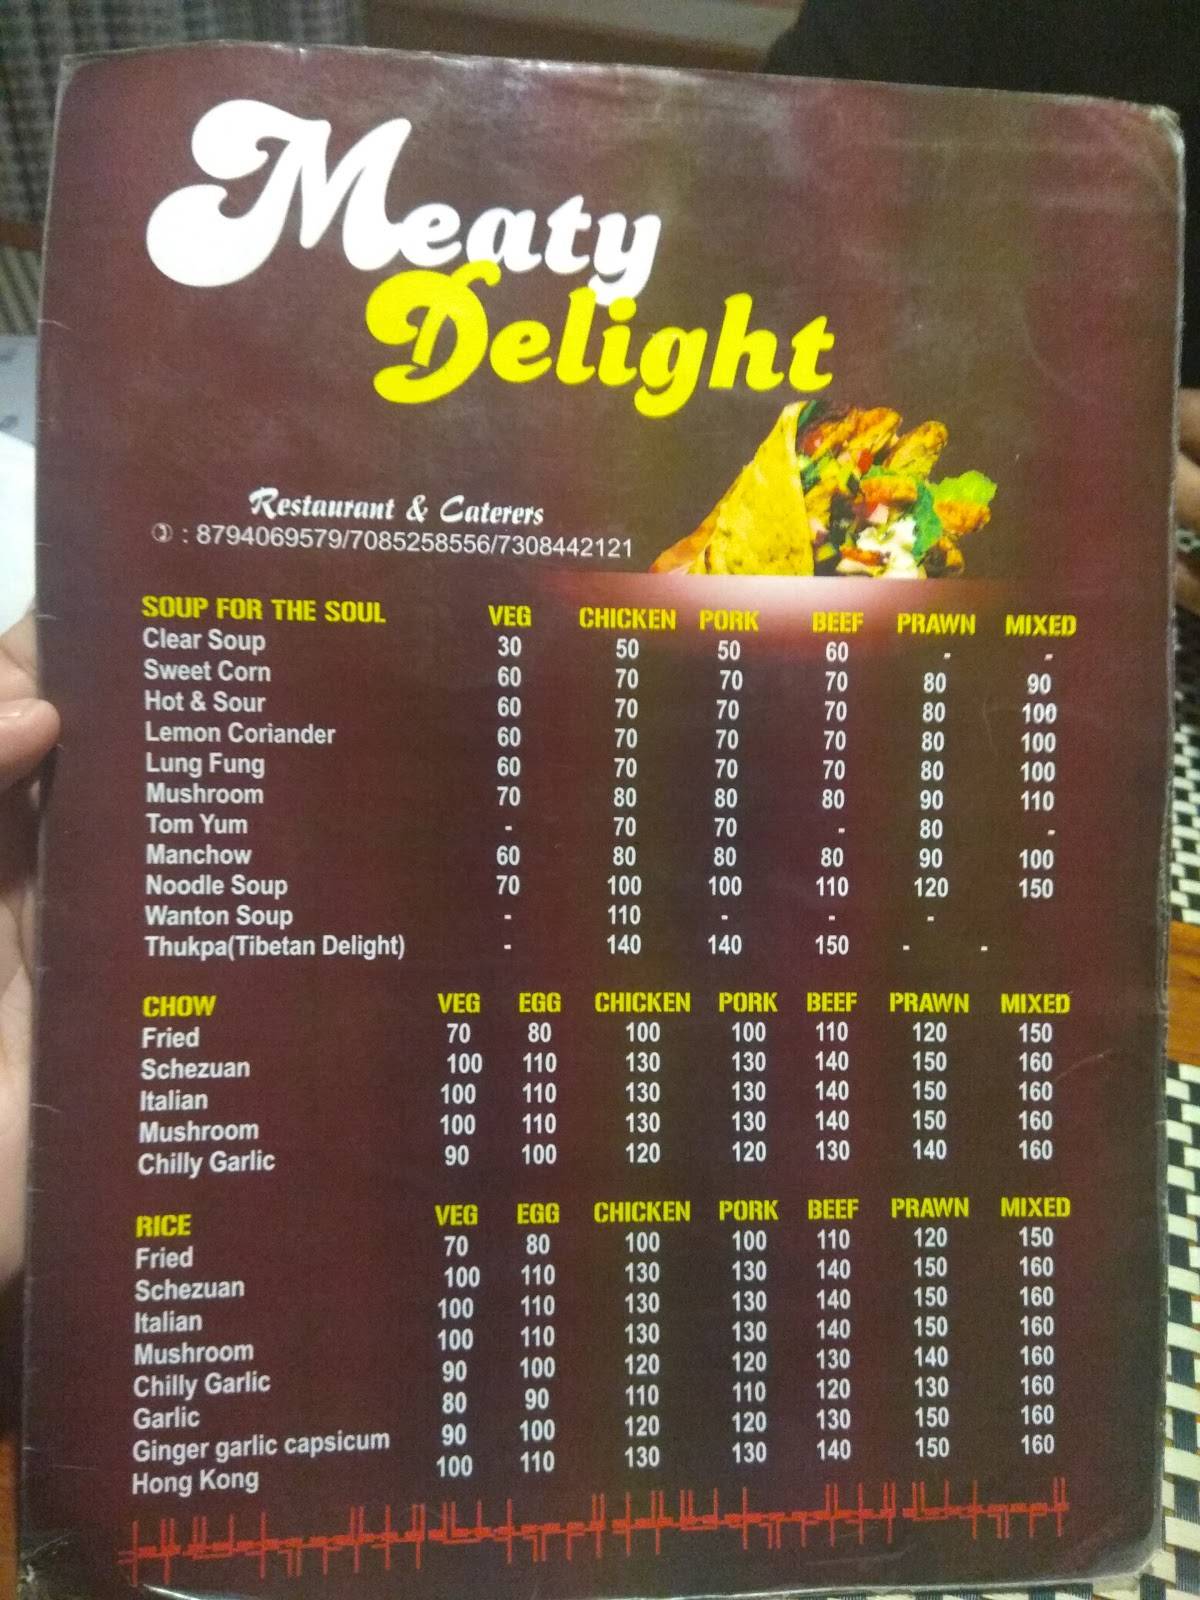 Meaty
Delight
Restaurant & Caterers
: 8794069579/7085258556/7308442121
SOUP FOR THE SOUL VEG CHICKEN PORK BEEF PRAWN MIXED
Clear Soup 30 50 50 60 - -
Sweet Corn 60 70 70 70 80 90
Hot & Sour 60 70 70 70 80 100
Lemon Coriander 60 70 70 70 80 100
Lung Fung 60 70 70 70 80 100
Mushroom 70 80 80 80 90 110
Tom Yum - 70 70 - 80 -
Manchow 60 80 80 80 90 100
Noodle Soup 70 100 100 110 120 150
Wanton Soup - 110 - - -
Thukpa(Tibetan Delight) - 140 140 150 - -
CHOW VEG EGG CHICKEN PORK BEEF PRAWN MIXED
Fried 70 80 100 100 110 120 150
Schezuan 100 110 130 130 140 150 160
Italian 100 110 130 130 140 150 160
Mushroom 100 110 130 130 140 150 160
Chilly Garlic 90 100 120 120 130 140 160
RICE VEG EGG CHICKEN PORK BEEF PRAWN MIXED
Fried 70 80 100 100 110 120 150
Schezuan 100 110 130 130 140 150 160
Italian 100 110 130 130 140 150 160
Mushroom 100 110 130 130 140 150 160
Chilly Garlic 90 100 120 120 130 140 160
Garlic 80 90 110 110 120 130 160
Ginger garlic capsicum 90 100 120 120 130 150 160
Hong Kong 100 110 130 130 140 150 160